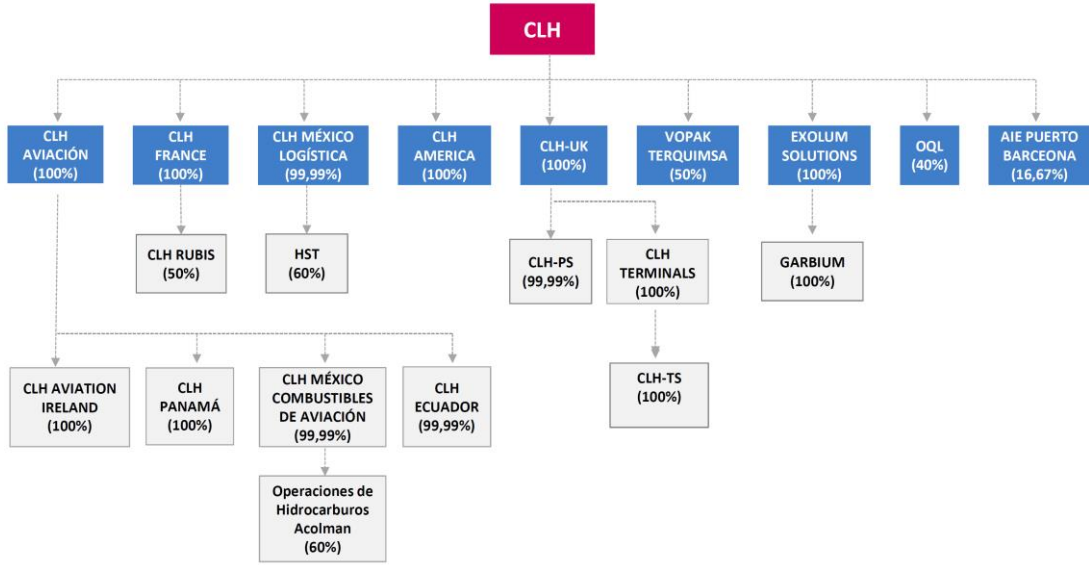 CLH
CLH
AVIACIÓN
(100%)
CLH
FRANCE
(100%)
CLH MÉXICO
LOGÍSTICA
(99,99%)
CLH
AMERICA
(100%)
CLH-UK
(100%)
VOPAK
TERQUIMSA
(50%)
EXOLUM
SOLUTIONS
(100%)
OQL
(40%)
AIE PUERTO
BARCEONA
(16,67%)
CLH RUBIS
(50%)
HST
(60%)
CLH-PS
(99,99%)
CLH
TERMINALS
(100%)
GARBIUM
(100%)
CLH-TS
(100%)
CLH AVIATION
IRELAND
(100%)
CLH
PANAMÁ
(100%)
CLH MÉXICO
COMBUSTIBLES
DE AVIACIÓN
(99,99%)
CLH
ECUADOR
(99,99%)
Operaciones de
Hidrocarburos
Acolman
(60%)